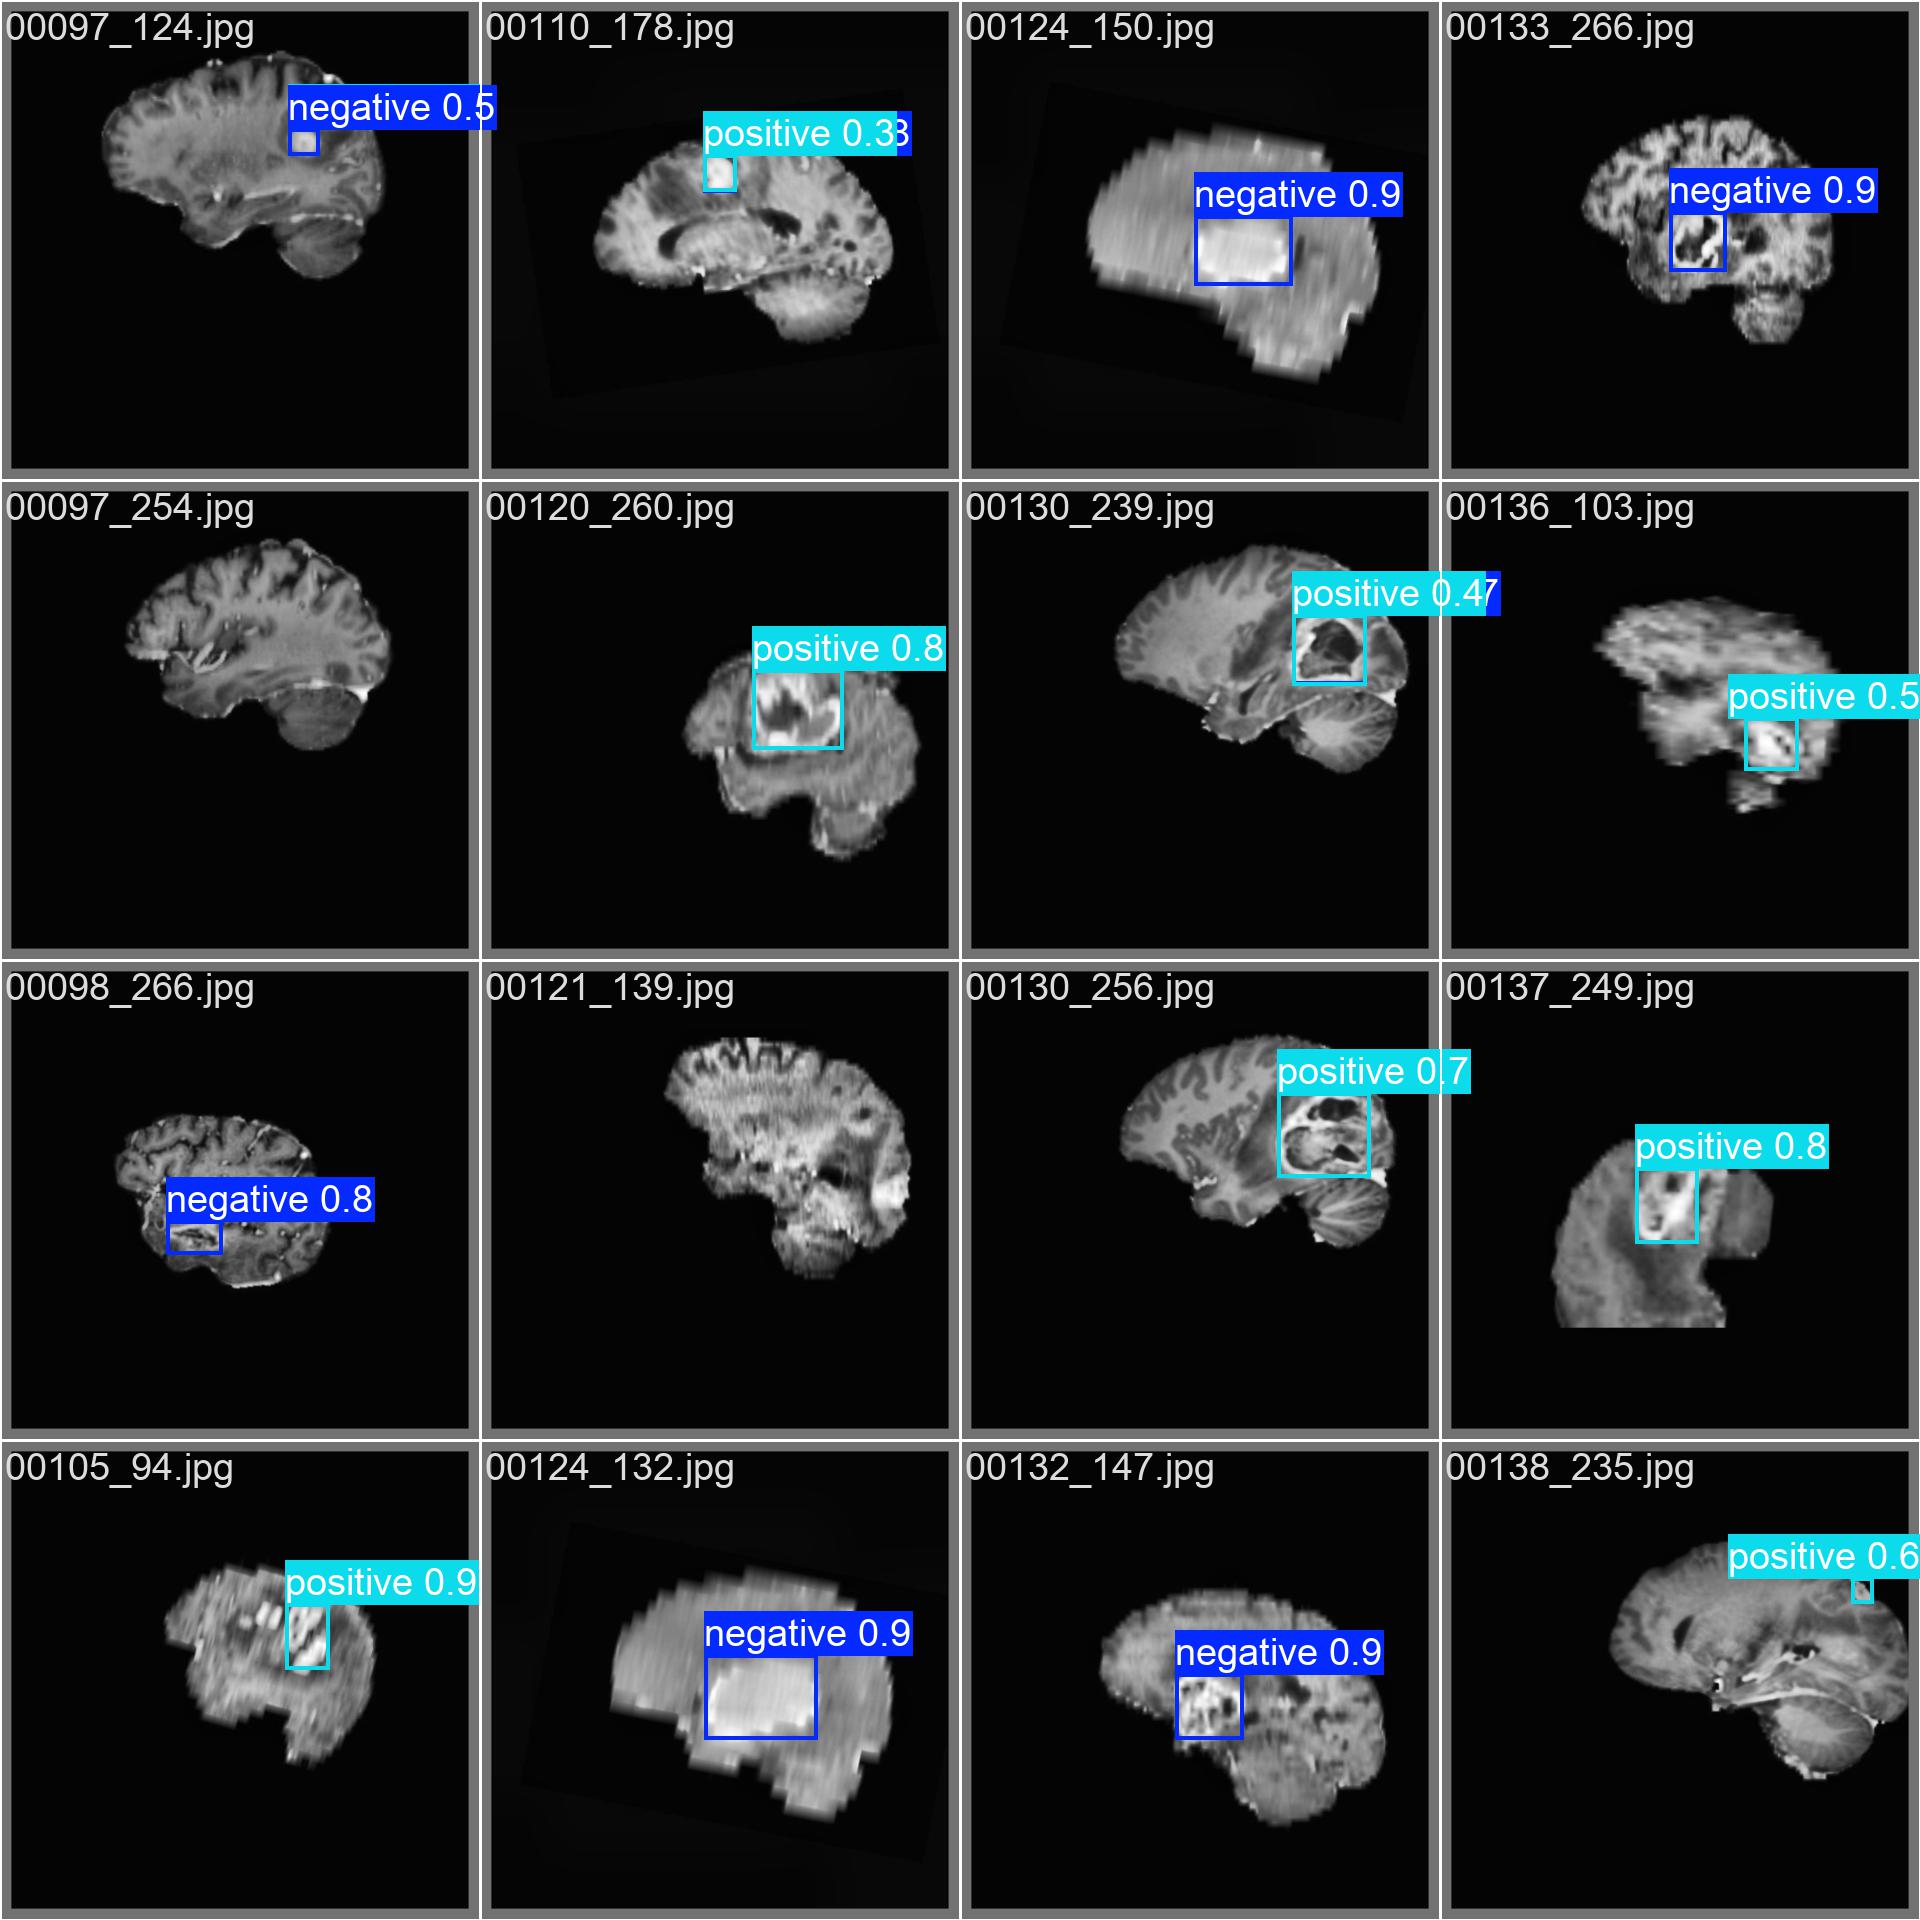 00097_124.jpg
negative 0.5
00110_178.jpg
positive 0.3
3
00124_150.jpg
negative 0.9
00133_266.jpg
negative 0.9
00097_254.jpg
00120_260.jpg
positive 0.8
00130_239.jpg
positive 0.4
7
00136_103.jpg
positive 0.5
00098_266.jpg
negative 0.8
00121_139.jpg
00130_256.jpg
positive 0.7
00137_249.jpg
positive 0.8
00105_94.jpg
positive 0.9
00124_132.jpg
negative 0.9
00132_147.jpg
negative 0.9
00138_235.jpg
positive 0.6